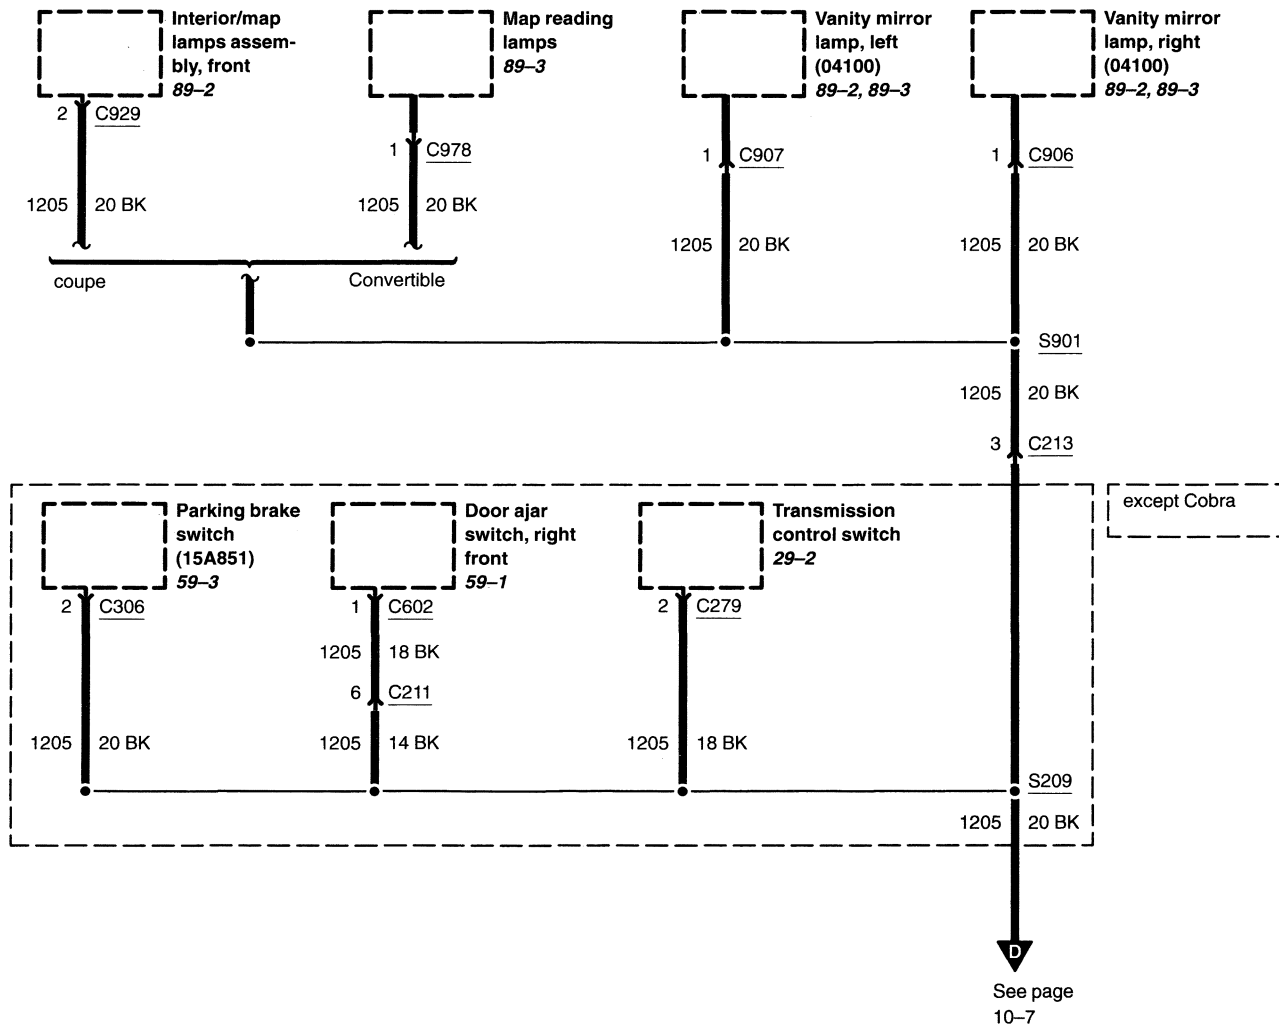 Interior/map
lamps assem-
bly, front
89–2
Map reading
lamps
89–3
Vanity mirror
lamp, left
(04100)
89–2, 89–3
Vanity mirror
lamp, right
(04100)
89–2, 89–3
2 C929
1 C978
1 C907
1 C906
1205 20 BK
1205 20 BK
1205 20 BK
1205 20 BK
coupe
Convertible
S901
1205 20 BK
3 C213
except Cobra
Parking brake
switch
(15A851)
59–3
Door ajar
switch, right
front
59–1
Transmission
control switch
29–2
2 C306
1 C602
2 C279
1205 18 BK
6 C211
1205 20 BK
1205 14 BK
1205 18 BK
S209
1205 20 BK
D
See page
10–7